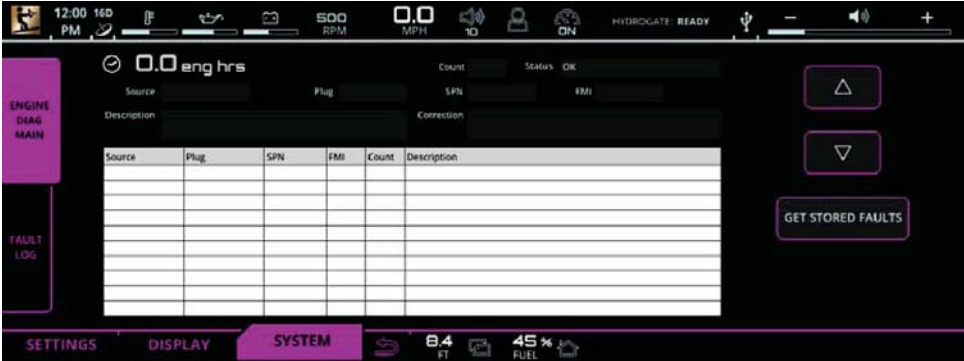 12:00 16D 500 0.0 HYDROGATE: READY − +
PM RPM MPH 10 ON
0.0 eng hrs Count Status OK
Source Plug SPN FMI
ENGINE DIAG MAIN
Description Correction
Source Plug SPN FMI Count Description
GET STORED FAULTS
FAULT LOG
SETTINGS DISPLAY SYSTEM 8.4 FT 45 % FUEL